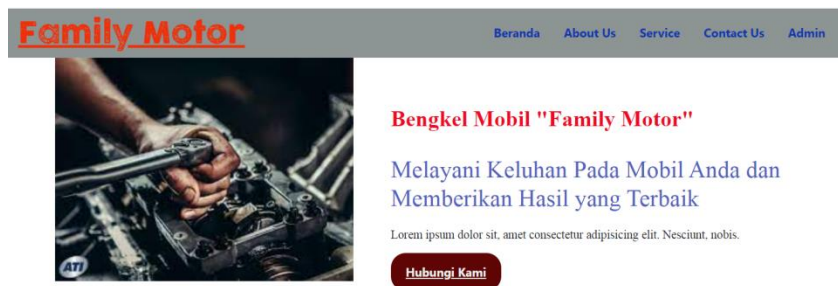 Family Motor
Beranda About Us Service Contact Us Admin
Bengkel Mobil "Family Motor"
Melayani Keluhan Pada Mobil Anda dan
Memberikan Hasil yang Terbaik
Lorem ipsum dolor sit, amet consectetur adipisicing elit. Nesciunt, nobis.
Hubungi Kami
ATI